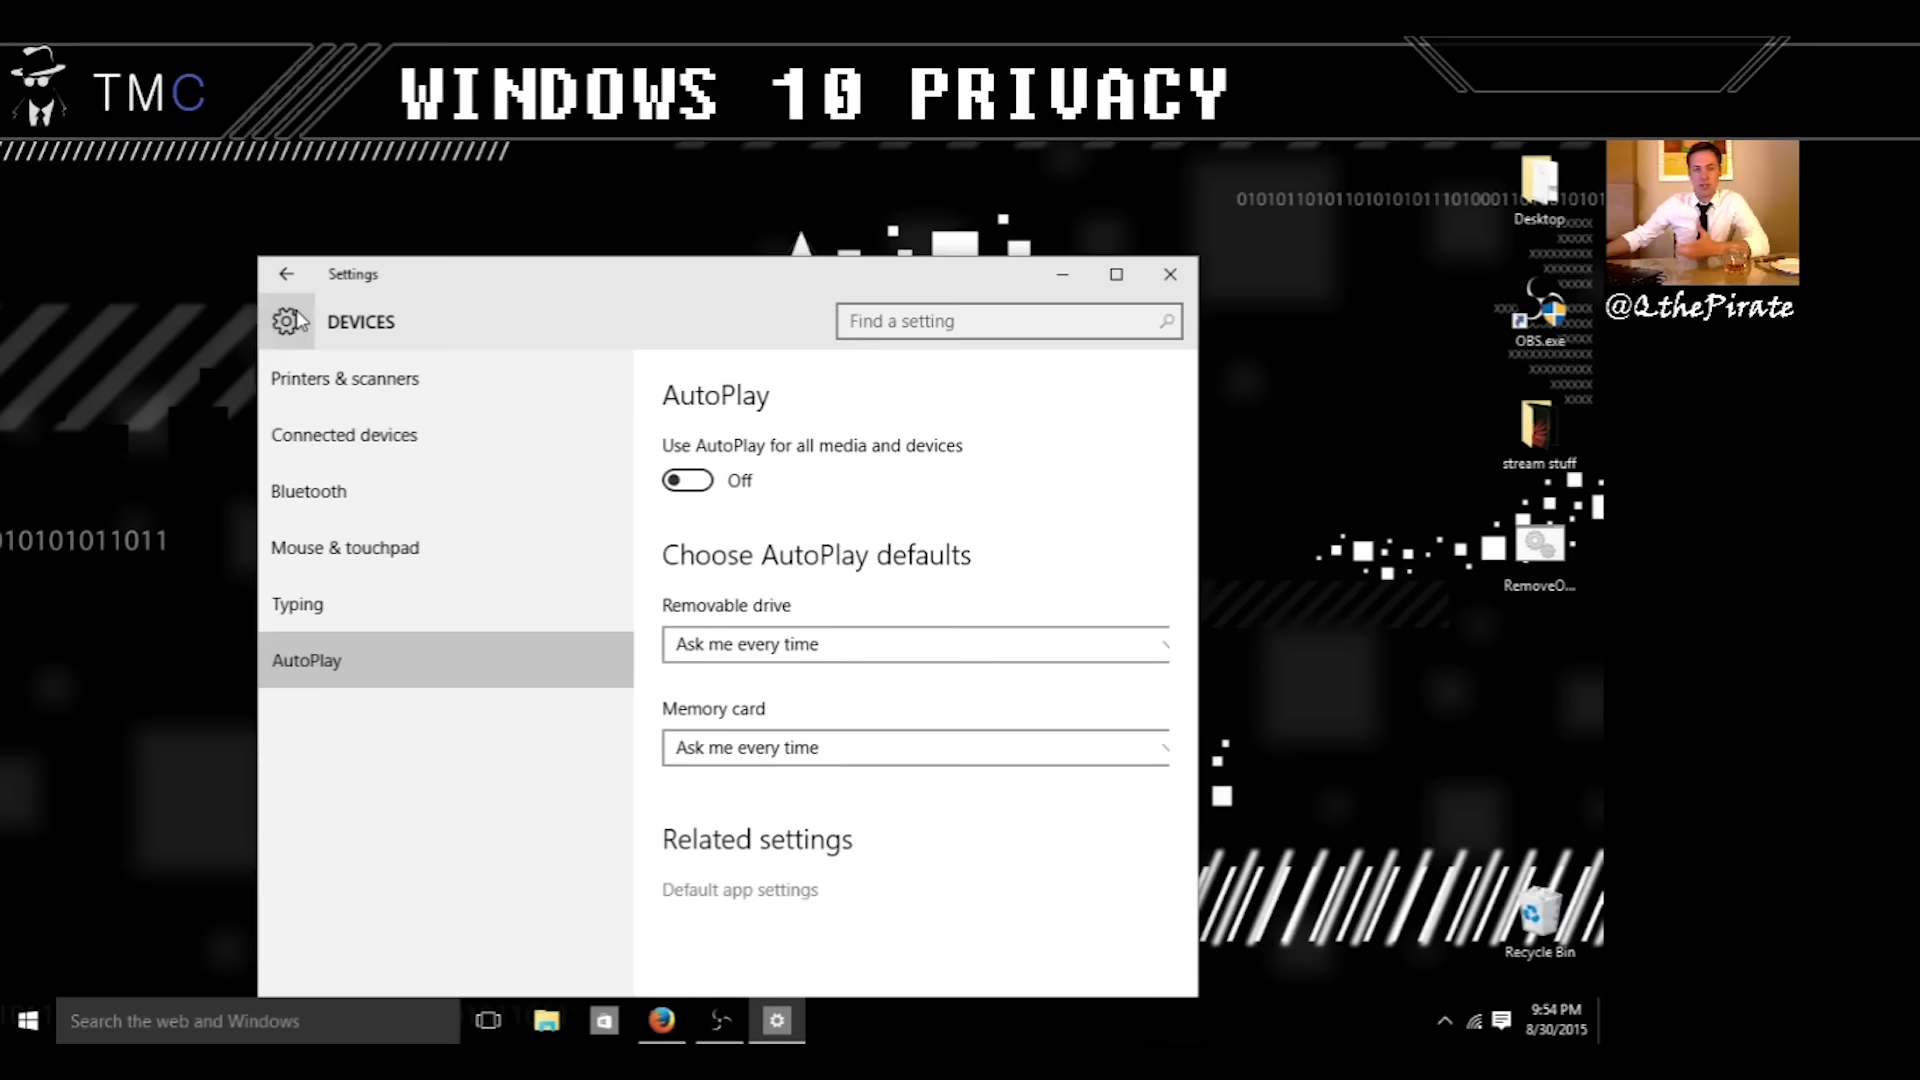 TMC
WINDOWS 10 PRIVACY
Desktop
@QthePirate
Settings
DEVICES
Find a setting
OBS.exe
Printers & scanners
AutoPlay
Connected devices
Use AutoPlay for all media and devices
Off
stream stuff
Bluetooth
10101011011
Mouse & touchpad
Choose AutoPlay defaults
RemoveO...
Typing
Removable drive
Ask me every time
AutoPlay
Memory card
Ask me every time
Related settings
Default app settings
Recycle Bin
Search the web and Windows
9:54 PM
8/30/2015